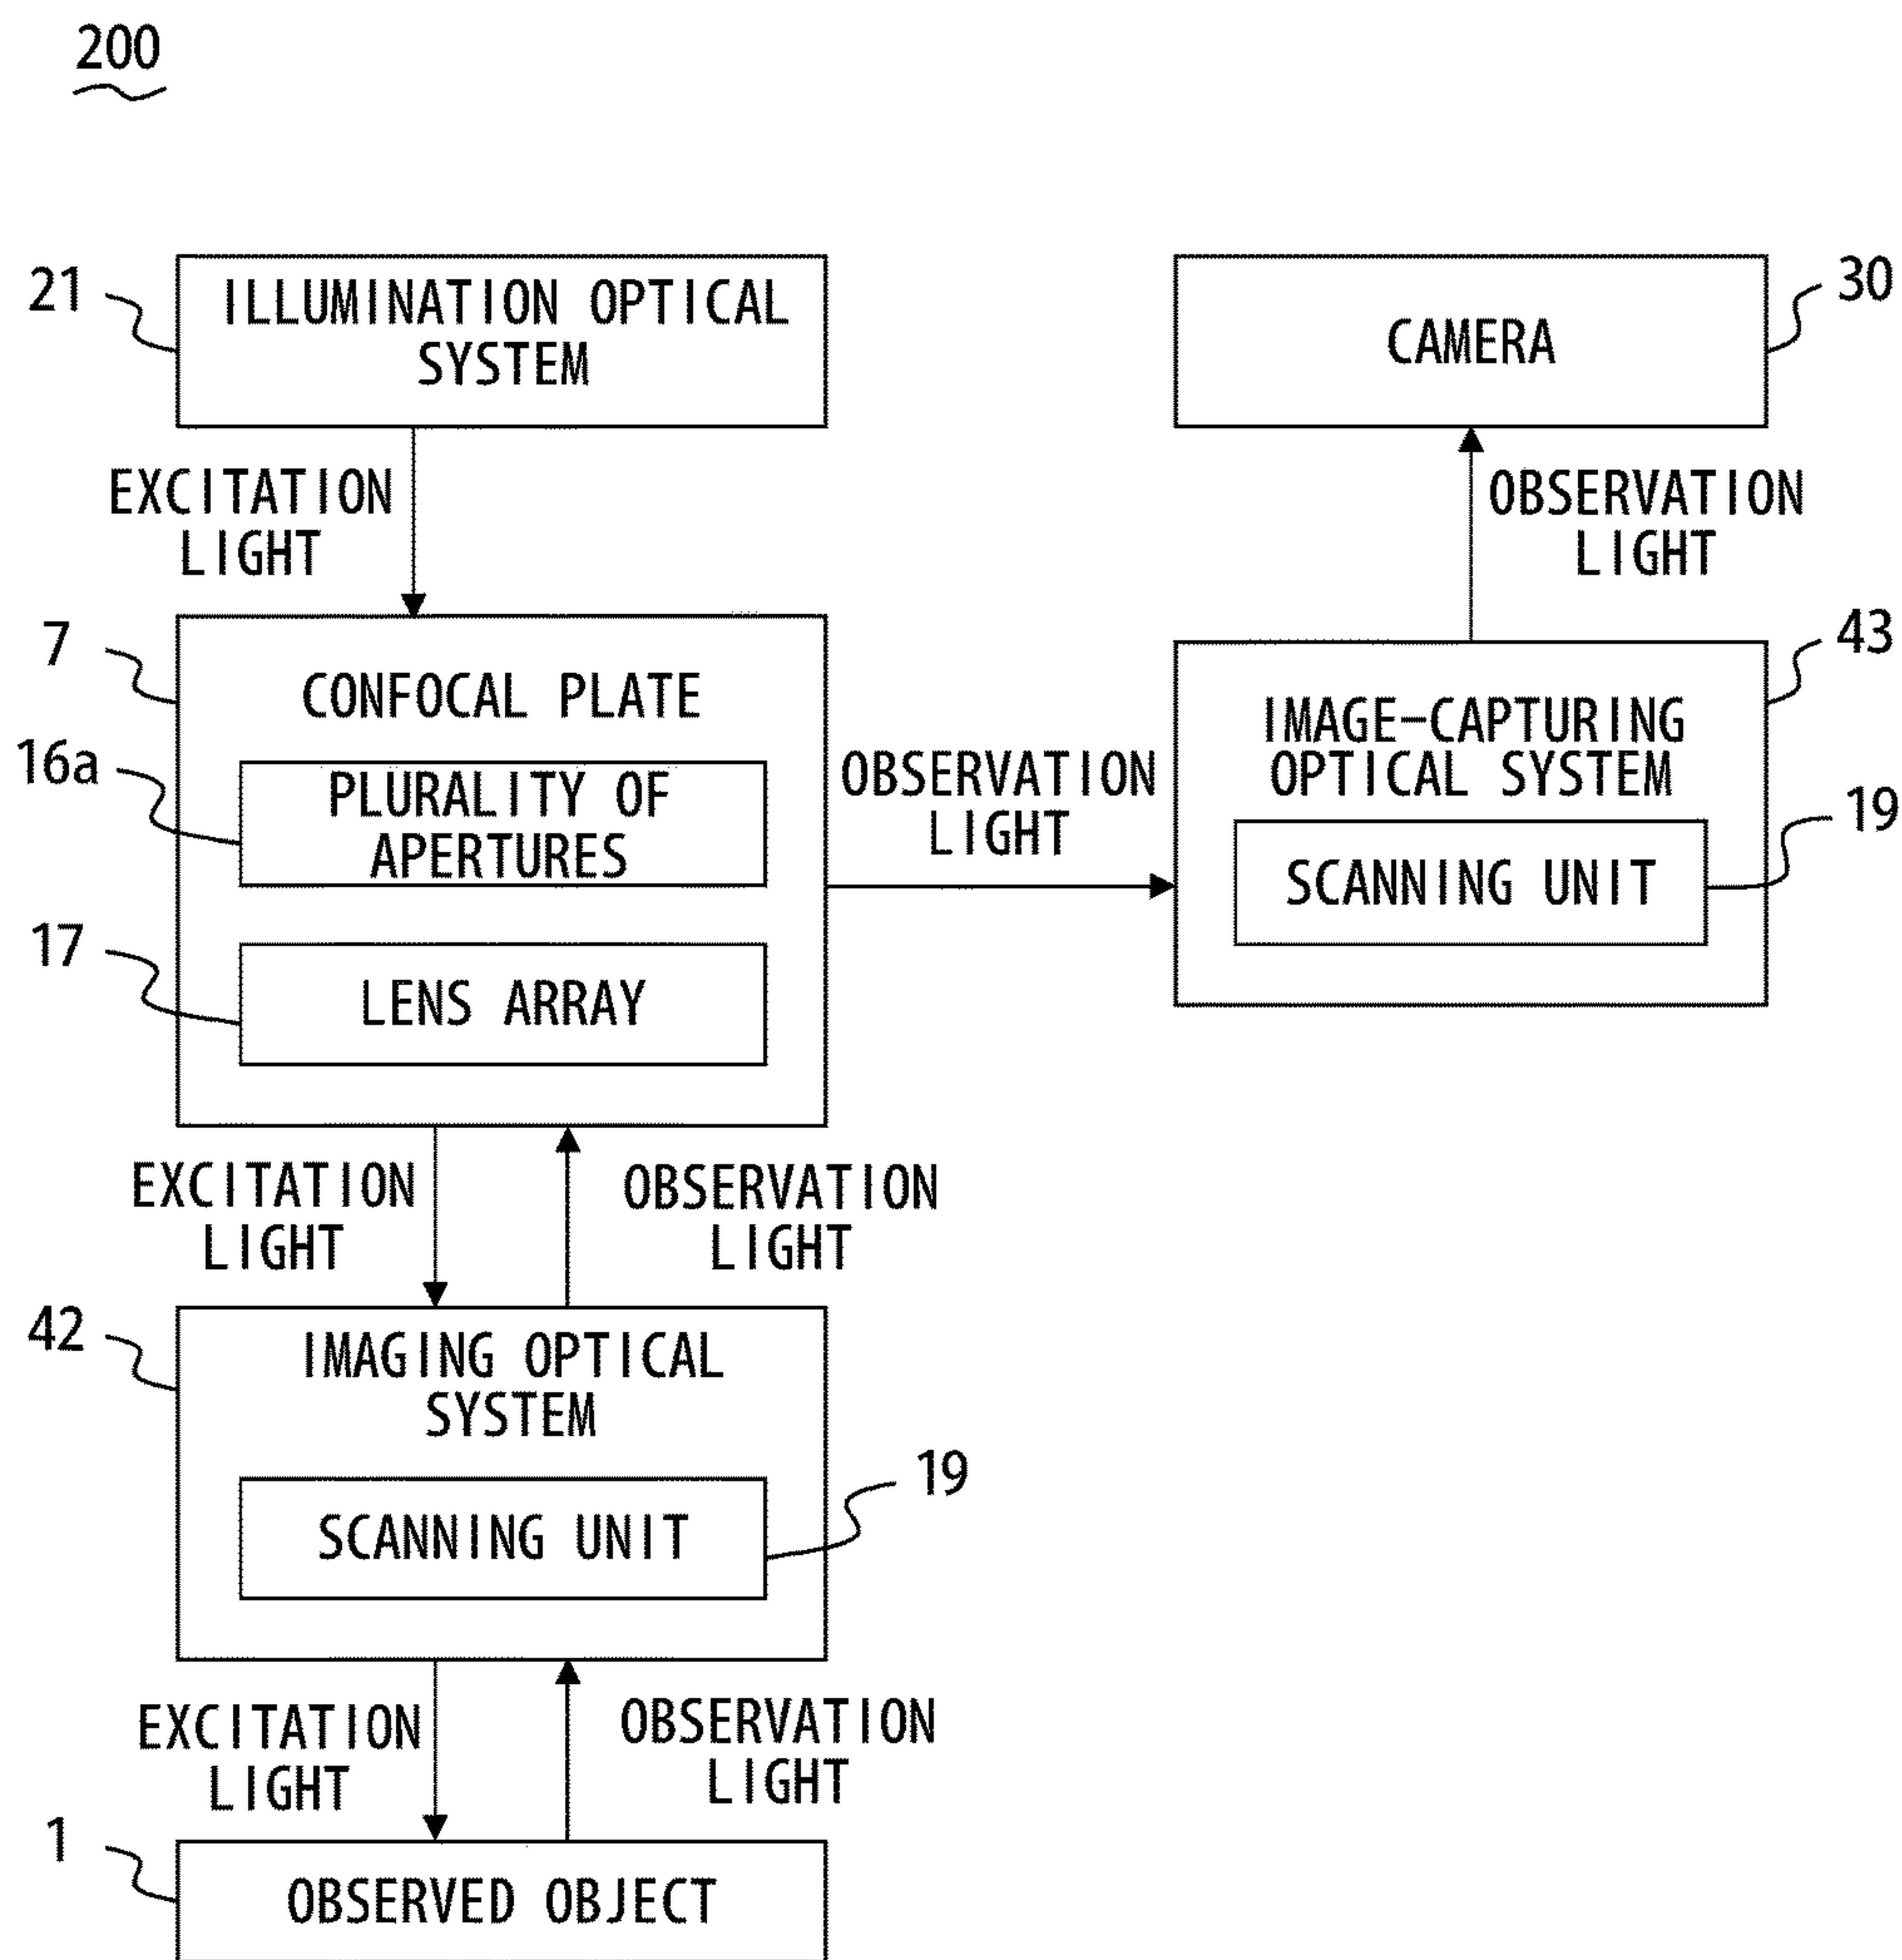 200
21
ILLUMINATION OPTICAL
SYSTEM
CAMERA
30
EXCITATION
LIGHT
OBSERVATION
LIGHT
7
CONFOCAL PLATE
16a
PLURALITY OF
APERTURES
17
LENS ARRAY
OBSERVATION
LIGHT
43
IMAGE-CAPTURING
OPTICAL SYSTEM
19
SCANNING UNIT
EXCITATION
LIGHT
OBSERVATION
LIGHT
42
IMAGING OPTICAL
SYSTEM
19
SCANNING UNIT
EXCITATION
LIGHT
OBSERVATION
LIGHT
1
OBSERVED OBJECT